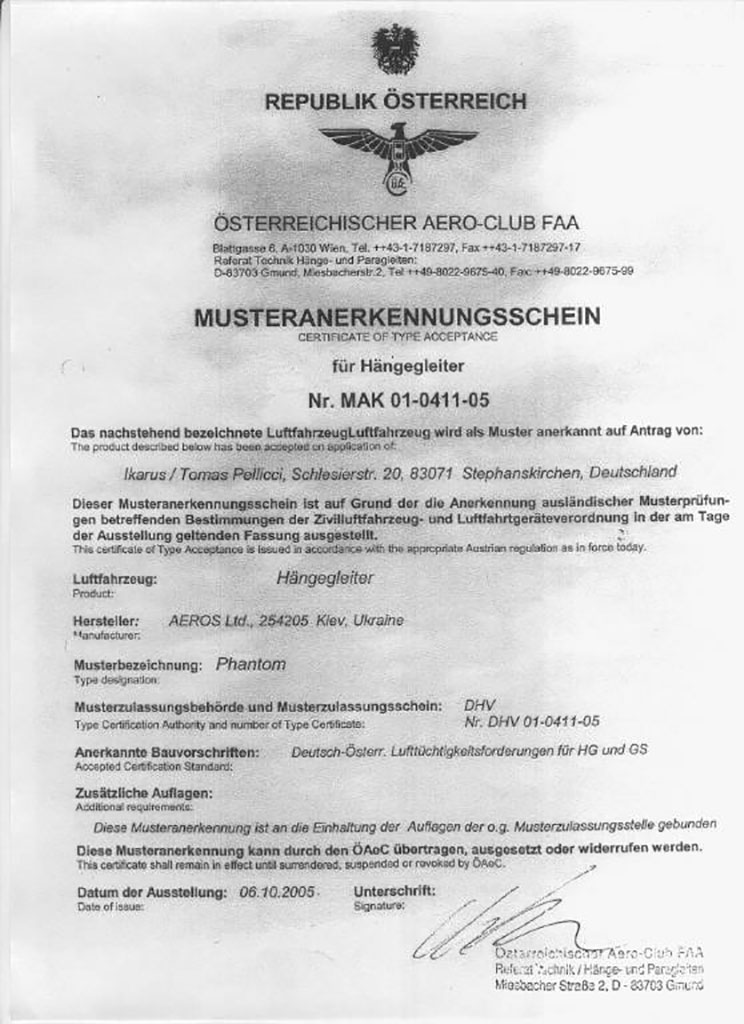 REPUBLIK ÖSTERREICH
ÖSTERREICHISCHER AERO-CLUB FAA
Blattgasse 6, A-1030 Wien, Tel. ++43-1-7187297, Fax ++43-1-7187297-17
Referat Technik Hänge- und Paragleiten:
D-83703 Gmund, Miesbacherstr.2, Tel ++49-8022-9675-40, Fax: ++49-8022-9675-99
MUSTERANERKENNUNGSSCHEIN
CERTIFICATE OF TYPE ACCEPTANCE
für Hängegleiter
Nr. MAK 01-0411-05
Das nachstehend bezeichnete LuftfahrzeugLuftfahrzeug wird als Muster anerkannt auf Antrag von:
The product described below has been accepted on application of:
Ikarus / Tomas Pellicci, Schlesierstr. 20, 83071 Stephanskirchen, Deutschland
Dieser Musteranerkennungsschein ist auf Grund der die Anerkennung ausländischer Musterprüfun-
gen betreffenden Bestimmungen der Zivilluftfahrzeug- und Luftfahrtgeräteverordnung in der am Tage
der Ausstellung geltenden Fassung ausgestellt.
This certificate of Type Acceptance is issued in accordance with the appropriate Austrian regulation as in force today.
Luftfahrzeug: Hängegleiter
Product:
Hersteller: AEROS Ltd., 254205 Kiev, Ukraine
Manufacturer:
Musterbezeichnung: Phantom
Type designation:
Musterzulassungsbehörde und Musterzulassungsschein: DHV
Type Certification Authority and number of Type Certificate: Nr. DHV 01-0411-05
Anerkannte Bauvorschriften: Deutsch-Österr. Lufttüchtigkeitsforderungen für HG und GS
Accepted Certification Standard:
Zusätzliche Auflagen:
Additional requirements:
Diese Musteranerkennung ist an die Einhaltung der Auflagen der o.g. Musterzulassungsstelle gebunden
Diese Musteranerkennung kann durch den ÖAeC übertragen, ausgesetzt oder widerrufen werden.
This certificate shall remain in effect until surrendered, suspended or revoked by ÖAeC.
Datum der Ausstellung: 06.10.2005 Unterschrift:
Date of issue: Signature:
Österreichischer Aero-Club FAA
Referat Technik / Hänge- und Paragleiten
Miesbacher Straße 2, D - 83703 Gmund